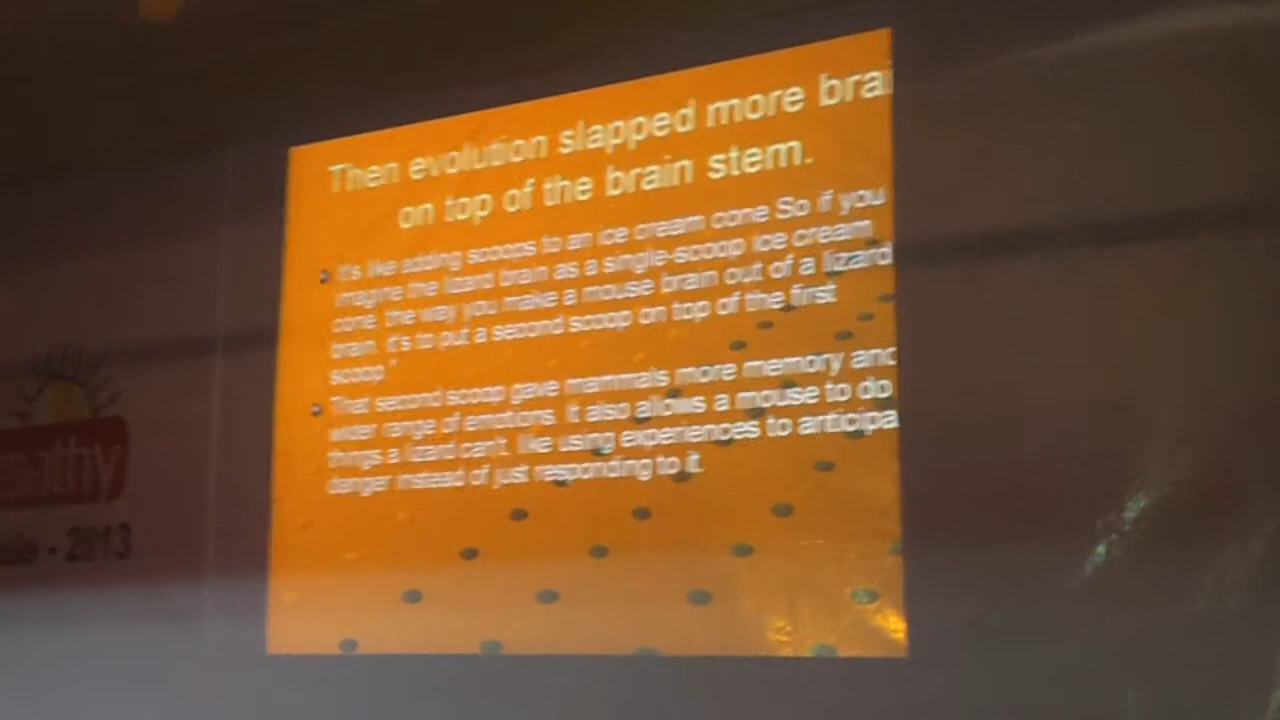 Then evolution slapped more brai
on top of the brain stem.
It's like adding scoops to an ice cream cone So if you
imagine the lizard brain as a single-scoop ice cream
cone, the way you make a mouse brain out of a lizard
brain, it's to put a second scoop on top of the first
scoop."
That second scoop gave mammals more memory and
wider range of emotions. It also allows a mouse to do
things a lizard can't, like using experiences to anticipa
danger instead of just responding to it.
athy
- 2013